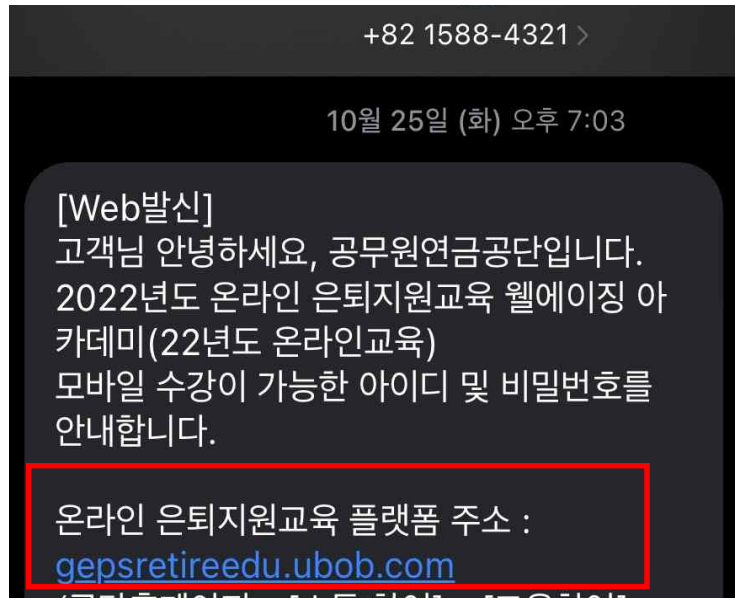 +82 1588-4321 >
10월 25일 (화) 오후 7:03
[Web발신]
고객님 안녕하세요, 공무원연금공단입니다.
2022년도 온라인 은퇴지원교육 웰에이징 아
카데미(22년도 온라인교육)
모바일 수강이 가능한 아이디 및 비밀번호를
안내합니다.
온라인 은퇴지원교육 플랫폼 주소 :
gepsretireedu.ubob.com